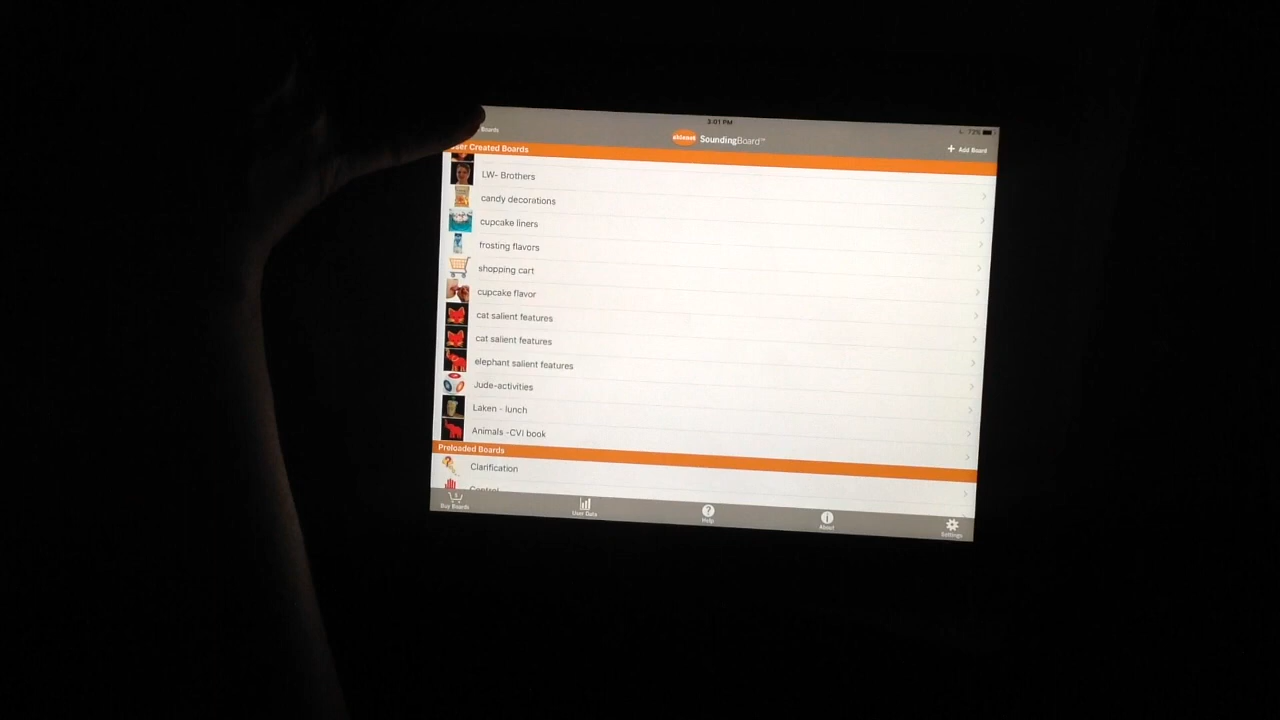 3:01 PM
73%
Boards
ablenet SoundingBoard™
+ Add Board
User Created Boards
LW- Brothers
candy decorations
cupcake liners
frosting flavors
shopping cart
cupcake flavor
cat salient features
cat salient features
elephant salient features
Jude-activities
Laken - lunch
Animals -CVI book
Preloaded Boards
Clarification
Control
Buy Boards
User Data
Help
About
Settings